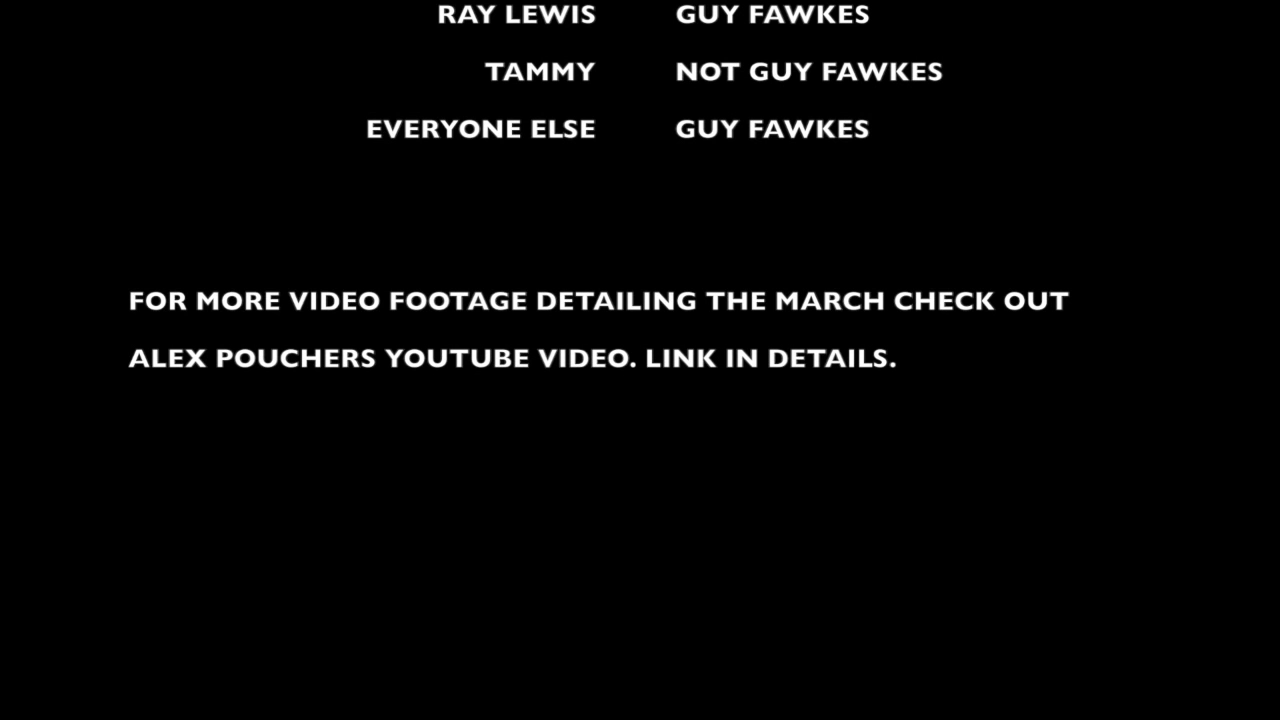 RAY LEWIS GUY FAWKES
TAMMY NOT GUY FAWKES
EVERYONE ELSE GUY FAWKES
FOR MORE VIDEO FOOTAGE DETAILING THE MARCH CHECK OUT
ALEX POUCHERS YOUTUBE VIDEO. LINK IN DETAILS.